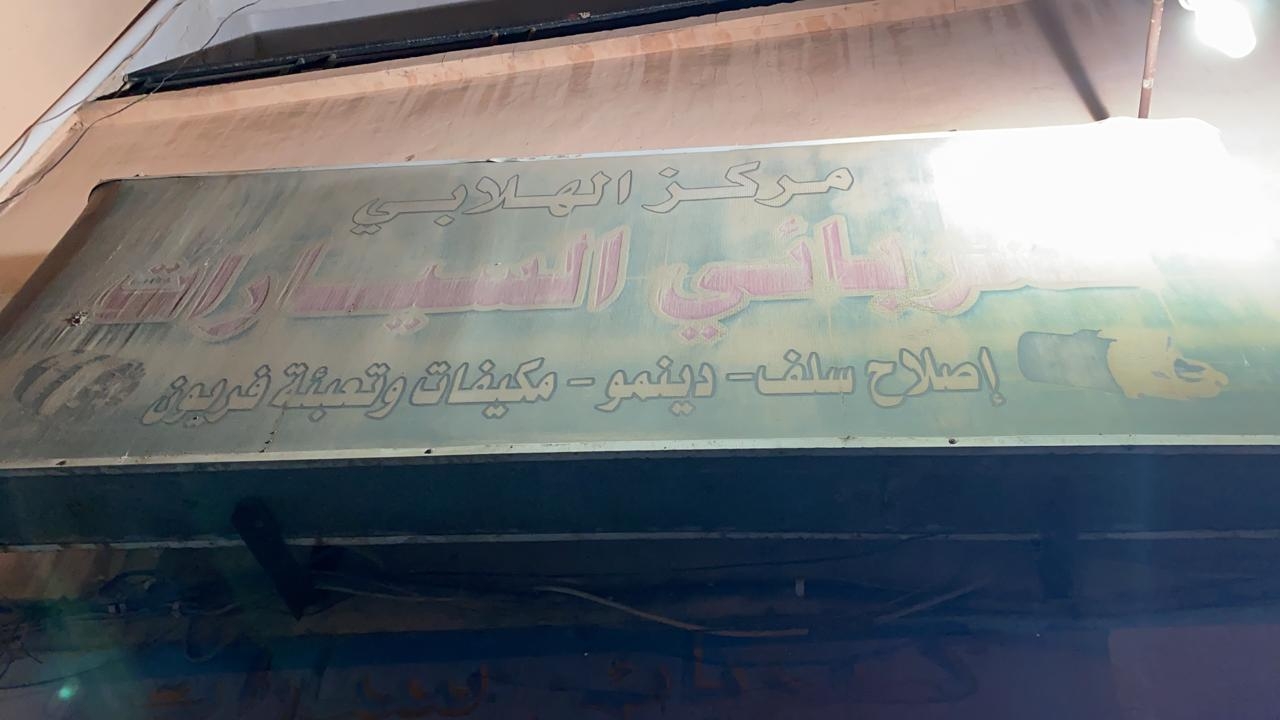 مركز الهلابي
كهربائي السيارات
إصلاح سلف - دينمو - مكيفات وتعبئة فريون